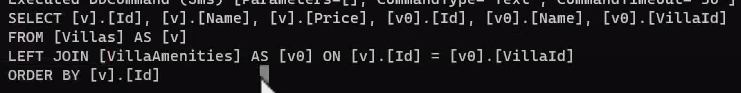 Executed DbCommand (3ms) [Parameters=[], CommandType='Text', CommandTimeout='30']
SELECT [v].[Id], [v].[Name], [v].[Price], [v0].[Id], [v0].[Name], [v0].[VillaId]
FROM [Villas] AS [v]
LEFT JOIN [VillaAmenities] AS [v0] ON [v].[Id] = [v0].[VillaId]
ORDER BY [v].[Id]